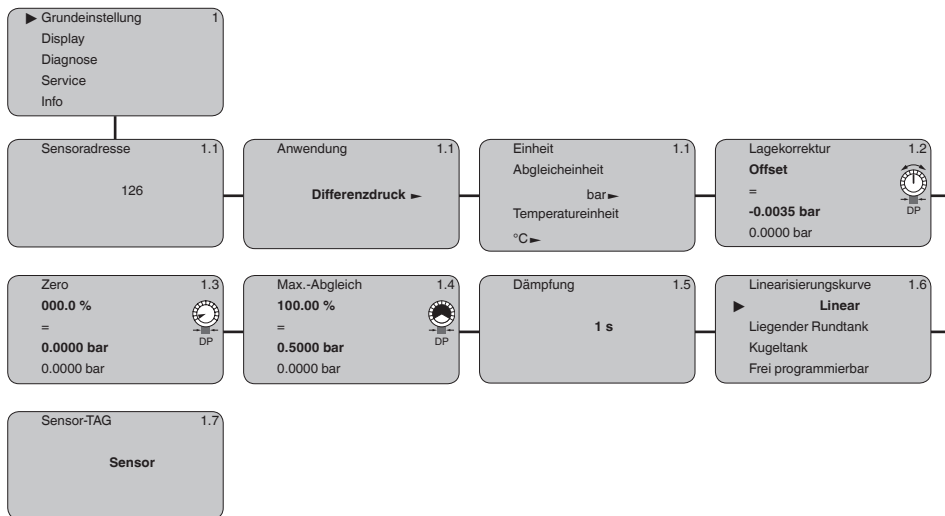 ▶ Grundeinstellung 1
Display
Diagnose
Service
Info
Sensoradresse 1.1
126
Anwendung 1.1
Differenzdruck ►
Einheit 1.1
Abgleicheinheit
bar ►
Temperatureinheit
°C ►
Lagekorrektur 1.2
Offset
=
-0.0035 bar
0.0000 bar
DP
Zero 1.3
000.0 %
=
0.0000 bar
0.0000 bar
DP
Max.-Abgleich 1.4
100.00 %
=
0.5000 bar
0.0000 bar
DP
Dämpfung 1.5
1 s
Linearisierungskurve 1.6
▶ Linear
Liegender Rundtank
Kugeltank
Frei programmierbar
Sensor-TAG 1.7
Sensor